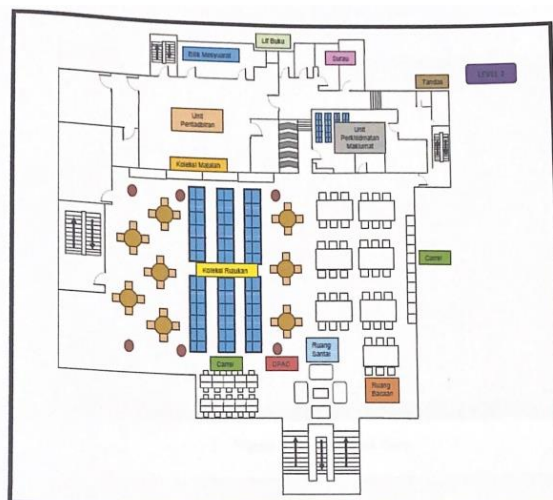 Lif Buku
Bilik Mesyuarat
Surau
LEVEL 2
Tandas
Unit
Pentadbiran
Unit
Perkhidmatan
Maklumat
Koleksi Majalah
Carrel
Koleksi Rujukan
Ruang
Santai
Carrel
OPAC
Ruang
Bacaan